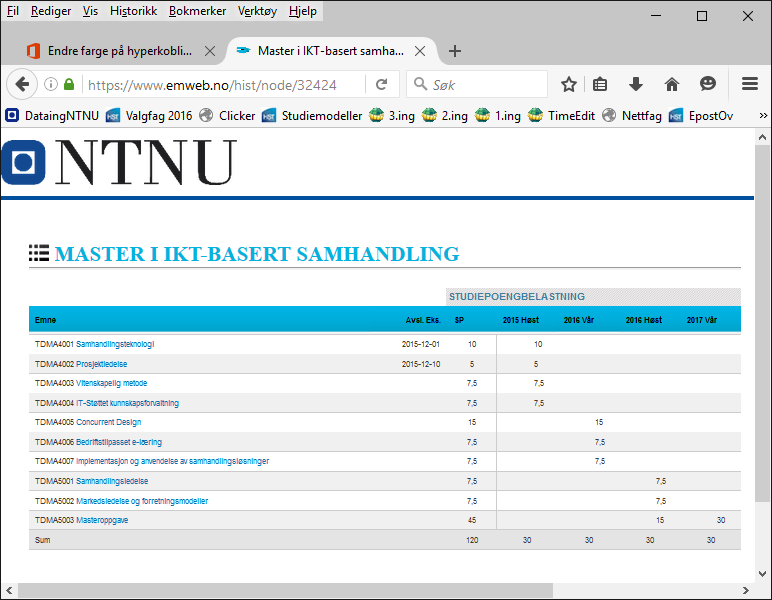 Fil Rediger Vis Historikk Bokmerker Verktøy Hjelp
Endre farge på hyperkobli... Master i IKT-basert samha...
https://www.emweb.no/hist/node/32424 Søk
DataingNTNU Valgfag 2016 Clicker Studiemodeller 3.ing 2.ing 1.ing TimeEdit Nettfag EpostOv
NTNU
MASTER I IKT-BASERT SAMHANDLING
STUDIEPOENGBELASTNING
Emne Avsl. Eks. SP 2015 Høst 2016 Vår 2016 Høst 2017 Vår
TDMA4001 Samhandlingsteknologi 2015-12-01 10 10
TDMA4002 Prosjektledelse 2015-12-10 5 5
TDMA4003 Vitenskapelig metode 7,5 7,5
TDMA4004 IT-Støttet kunnskapsforvaltning 7,5 7,5
TDMA4005 Concurrent Design 15 15
TDMA4006 Bedriftstilpasset e-læring 7,5 7,5
TDMA4007 Implementasjon og anvendelse av samhandlingsløsninger 7,5 7,5
TDMA5001 Samhandlingsledelse 7,5 7,5
TDMA5002 Markedsledelse og forretningsmodeller 7,5 7,5
TDMA5003 Masteroppgave 45 15 30
Sum 120 30 30 30 30